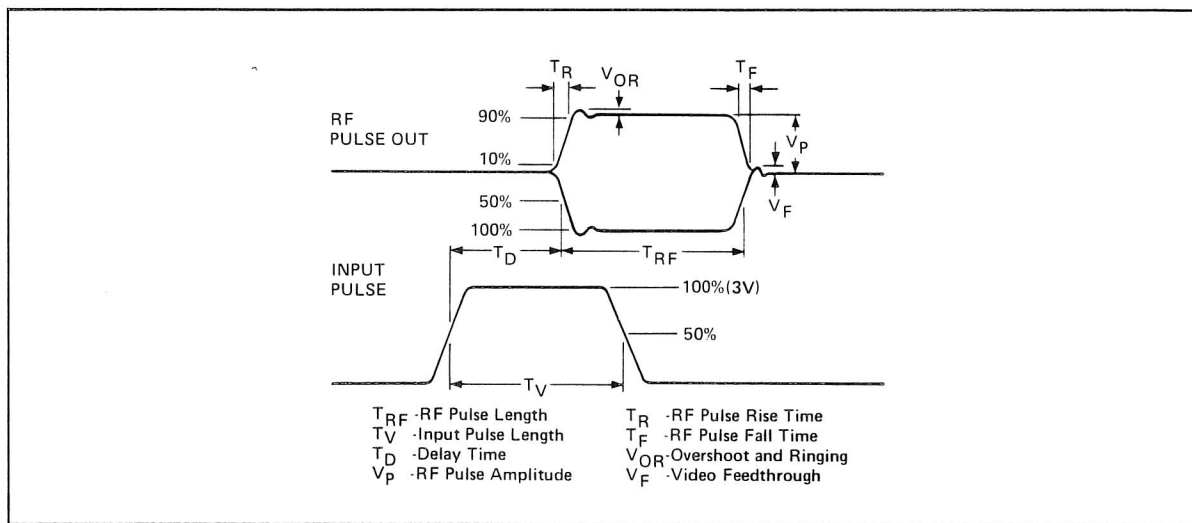 T_R
V_OR
T_F
RF
PULSE OUT
90%
10%
50%
100%
V_P
V_F
T_D
T_RF
INPUT
PULSE
100%(3V)
50%
T_V
T_RF -RF Pulse Length
T_V -Input Pulse Length
T_D -Delay Time
V_P -RF Pulse Amplitude
T_R -RF Pulse Rise Time
T_F -RF Pulse Fall Time
V_OR-Overshoot and Ringing
V_F -Video Feedthrough